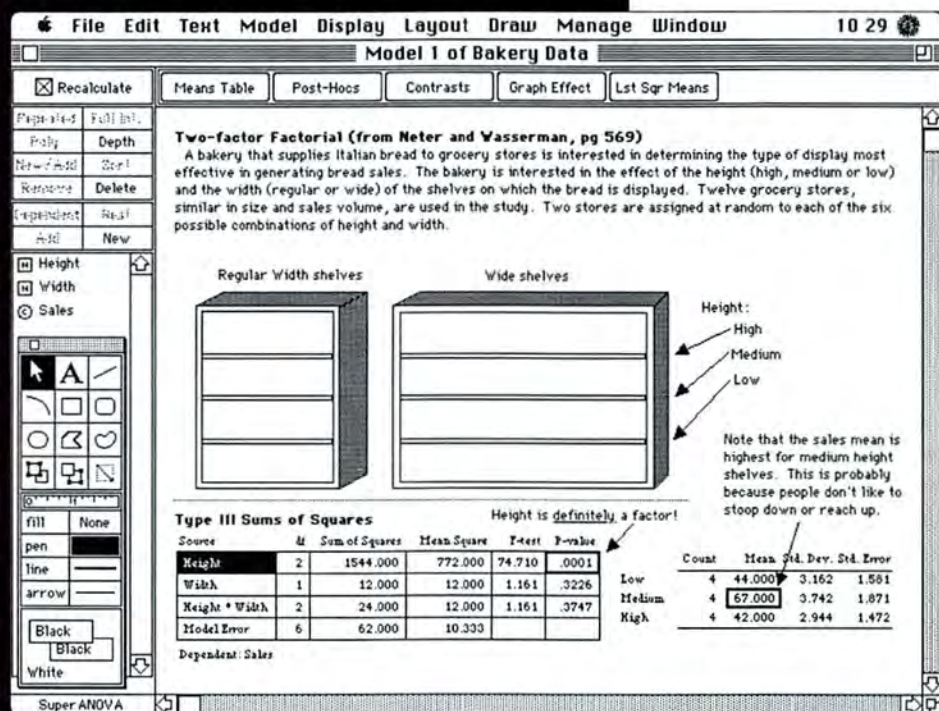 File Edit Text Model Display Layout Draw Manage Window 10 29
Model 1 of Bakery Data
Recalculate
Means Table Post-Hocs Contrasts Graph Effect Lst Sqr Means
Repeated Full Int.
Poly Depth
New/Add Sort
Remove Delete
Dependent Real
Add New
N Height
N Width
C Sales
A
fill None
pen
line
arrow
Black
Black
White
Super ANOVA
Two-factor Factorial (from Neter and Wasserman, pg 569)
A bakery that supplies Italian bread to grocery stores is interested in determining the type of display most
effective in generating bread sales. The bakery is interested in the effect of the height (high, medium or low)
and the width (regular or wide) of the shelves on which the bread is displayed. Twelve grocery stores,
similar in size and sales volume, are used in the study. Two stores are assigned at random to each of the six
possible combinations of height and width.
Regular Width shelves Wide shelves
Height:
High
Medium
Low
Note that the sales mean is
highest for medium height
shelves. This is probably
because people don't like to
stoop down or reach up.
Height is definitely a factor!
Type III Sums of Squares
Source df Sum of Squares Mean Square F-test P-value
Height 2 1544.000 772.000 74.710 .0001
Width 1 12.000 12.000 1.161 .3226
Height * Width 2 24.000 12.000 1.161 .3747
Model Error 6 62.000 10.333
Dependent: Sales
Count Mean Std. Dev. Std. Error
Low 4 44.000 3.162 1.581
Medium 4 67.000 3.742 1.871
High 4 42.000 2.944 1.472